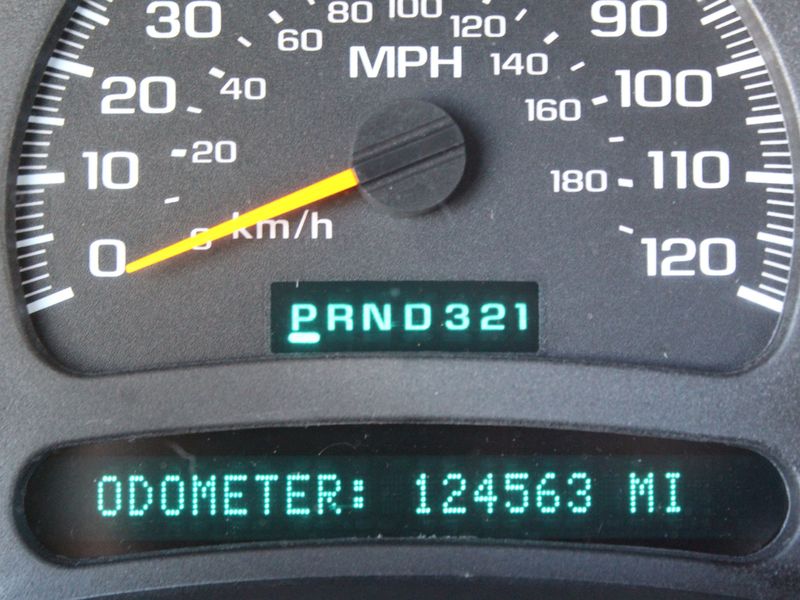 80 100 120
30 60 140 90
MPH
20 40 160 100
10 20 180 110
0 0 km/h 120
PRND321
ODOMETER: 124563 MI